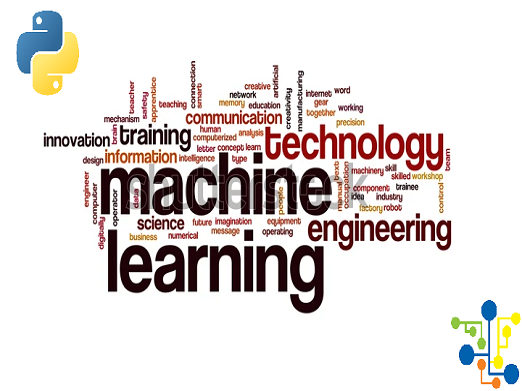 teacher
safety
apprentice
teaching
connection
smart
creative
network
memory
education
artificial
creativity
manufacturing
internet
word
gear
together
working
precision
mechanism
brain
communication
innovation
training
human
computerized
analysis
technology
letter
concept
learn
design
information
intelligence
type
team
machine
manual
text
occupation
machinery
skill
skilled
workshop
component
trainee
idea
industry
factory
robot
control
engineer
computer
digitally
operator
data
people
science
future
imagination
equipment
business
numerical
message
operating
engineering
learning